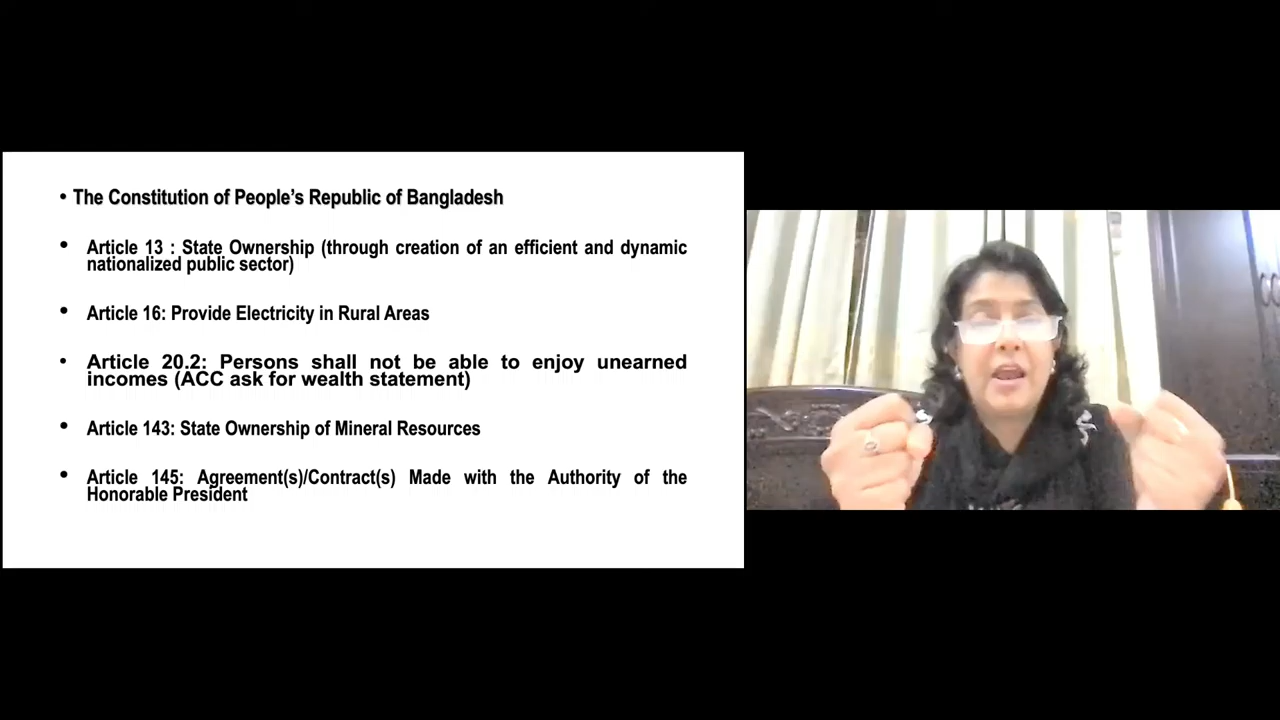 • The Constitution of People's Republic of Bangladesh
• Article 13 : State Ownership (through creation of an efficient and dynamic
nationalized public sector)
• Article 16: Provide Electricity in Rural Areas
• Article 20.2: Persons shall not be able to enjoy unearned
incomes (ACC ask for wealth statement)
• Article 143: State Ownership of Mineral Resources
• Article 145: Agreement(s)/Contract(s) Made with the Authority of the
Honorable President